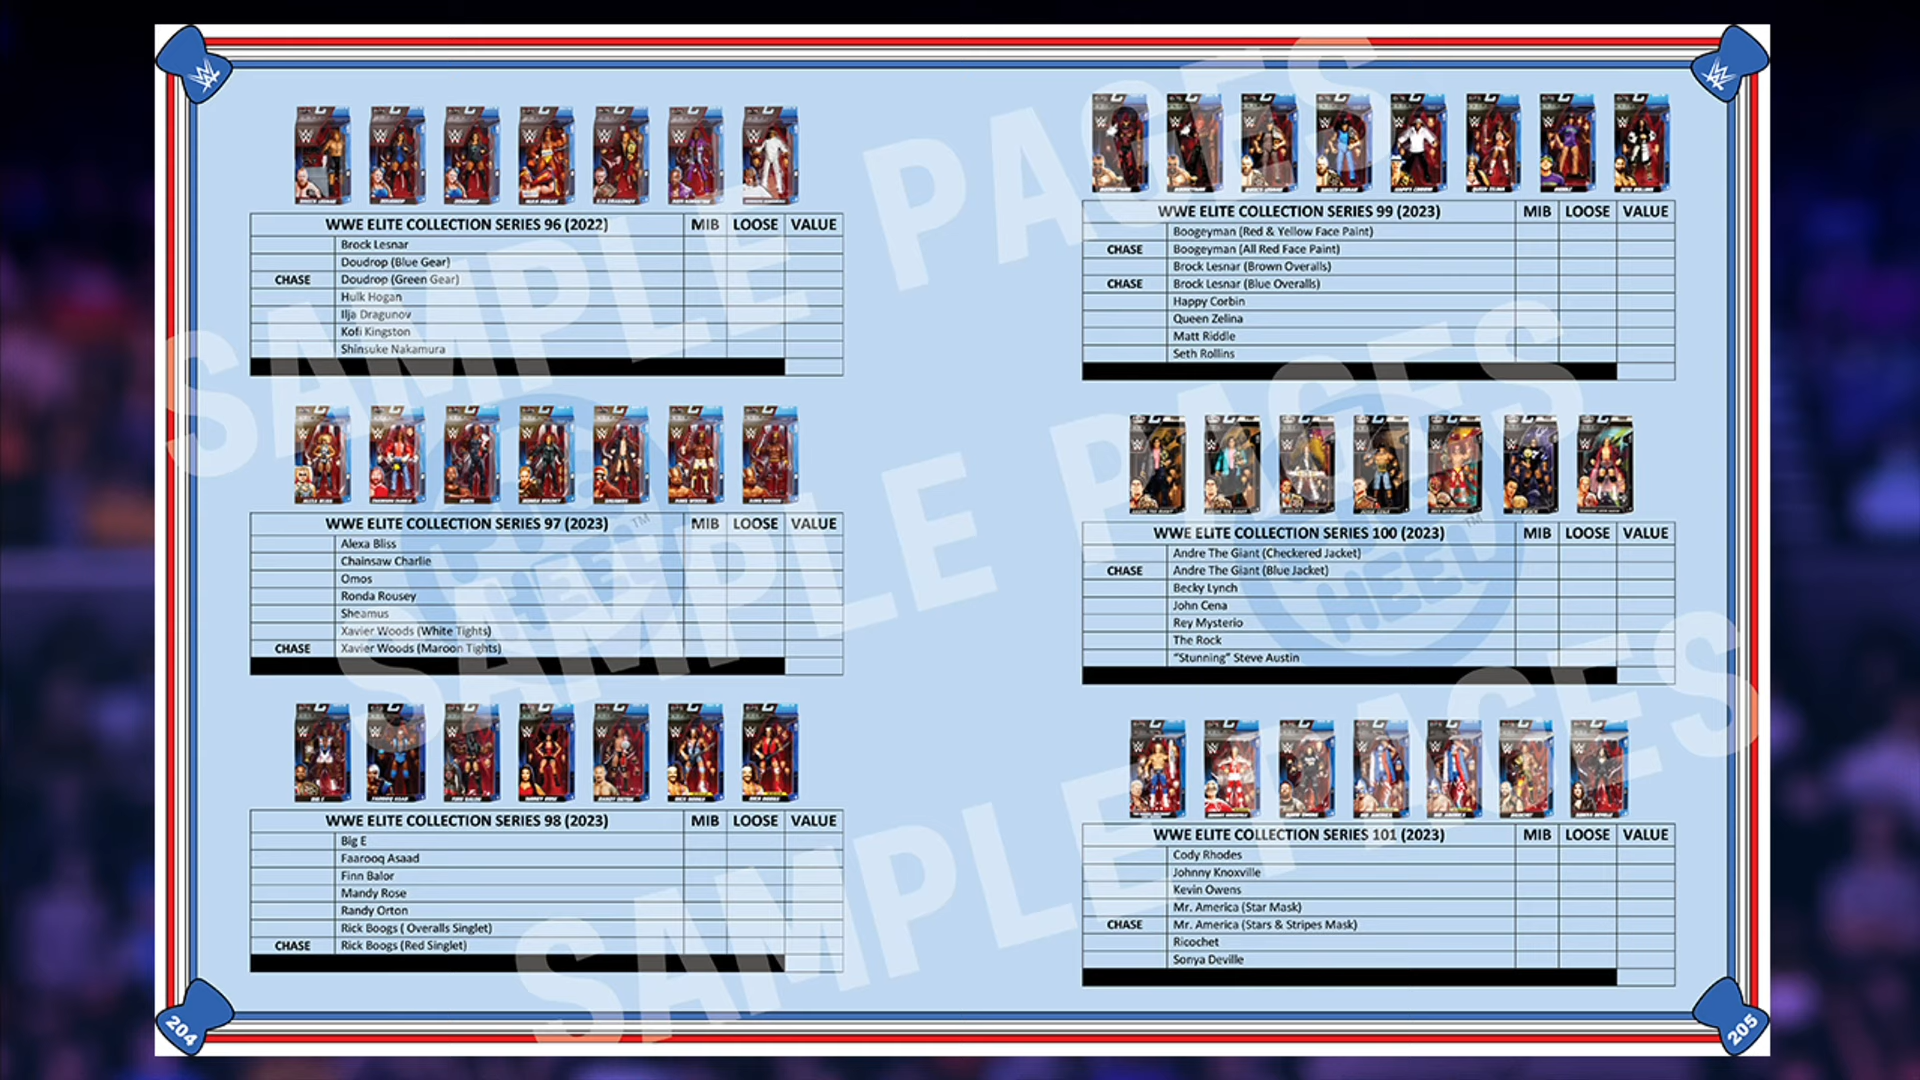 WWE ELITE COLLECTION SERIES 96 (2022) MIB LOOSE VALUE
Brock Lesnar
Doudrop (Blue Gear)
CHASE Doudrop (Green Gear)
Hulk Hogan
Ilja Dragunov
Kofi Kingston
Shinsuke Nakamura
WWE ELITE COLLECTION SERIES 97 (2023) MIB LOOSE VALUE
Alexa Bliss
Chainsaw Charlie
Omos
Ronda Rousey
Sheamus
Xavier Woods (White Tights)
CHASE Xavier Woods (Maroon Tights)
WWE ELITE COLLECTION SERIES 98 (2023) MIB LOOSE VALUE
Big E
Faarooq Asaad
Finn Balor
Mandy Rose
Randy Orton
Rick Boogs ( Overalls Singlet)
CHASE Rick Boogs (Red Singlet)
204
WWE ELITE COLLECTION SERIES 99 (2023) MIB LOOSE VALUE
Boogeyman (Red & Yellow Face Paint)
CHASE Boogeyman (All Red Face Paint)
Brock Lesnar (Brown Overalls)
CHASE Brock Lesnar (Blue Overalls)
Happy Corbin
Queen Zelina
Matt Riddle
Seth Rollins
WWE ELITE COLLECTION SERIES 100 (2023) MIB LOOSE VALUE
Andre The Giant (Checkered Jacket)
CHASE Andre The Giant (Blue Jacket)
Becky Lynch
John Cena
Rey Mysterio
The Rock
"Stunning" Steve Austin
WWE ELITE COLLECTION SERIES 101 (2023) MIB LOOSE VALUE
Cody Rhodes
Johnny Knoxville
Kevin Owens
Mr. America (Star Mask)
CHASE Mr. America (Stars & Stripes Mask)
Ricochet
Sonya Deville
205
SAMPLE PAGES
SAMPLE PAGES
SAMPLE PAGES